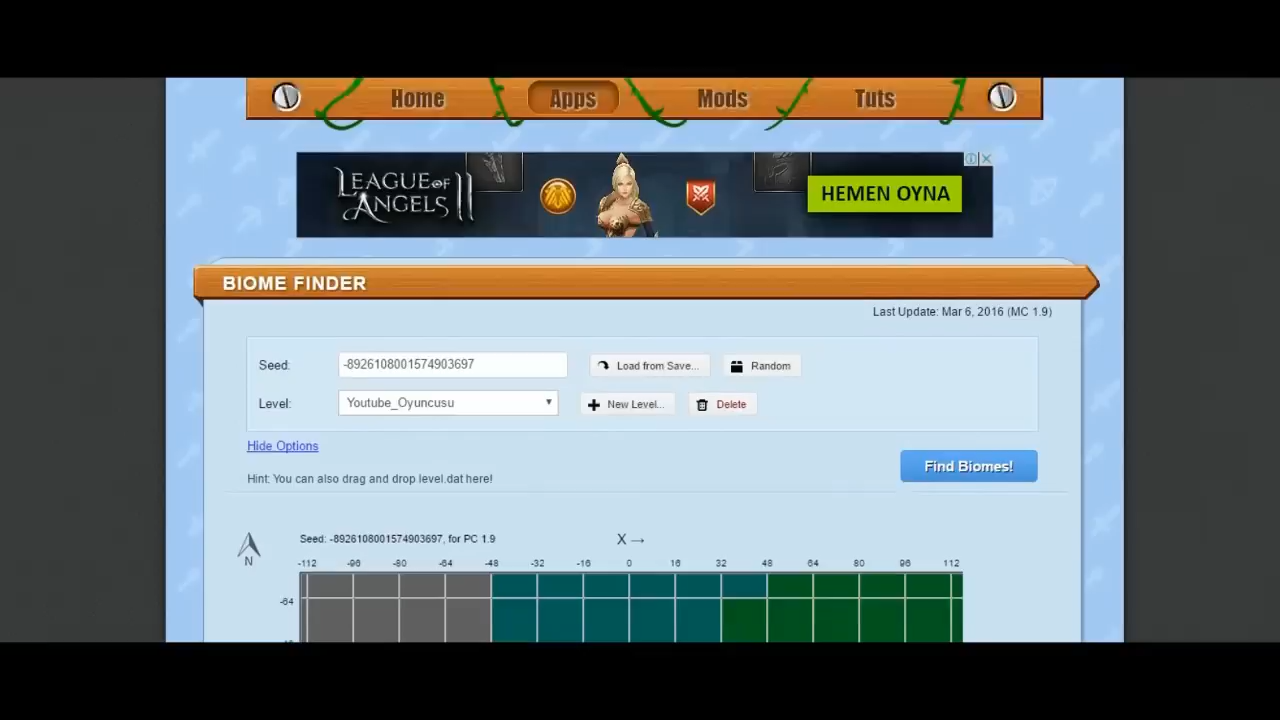 Home Apps Mods Tuts
LEAGUE OF
ANGELS II
HEMEN OYNA
BIOME FINDER
Last Update: Mar 6, 2016 (MC 1.9)
Seed: -8926108001574903697 Load from Save... Random
Level: Youtube_Oyuncusu New Level... Delete
Hide Options
Find Biomes!
Hint: You can also drag and drop level.dat here!
N
Seed: -8926108001574903697, for PC 1.9 X →
-112 -96 -80 -64 -48 -32 -16 0 16 32 48 64 80 96 112
-64